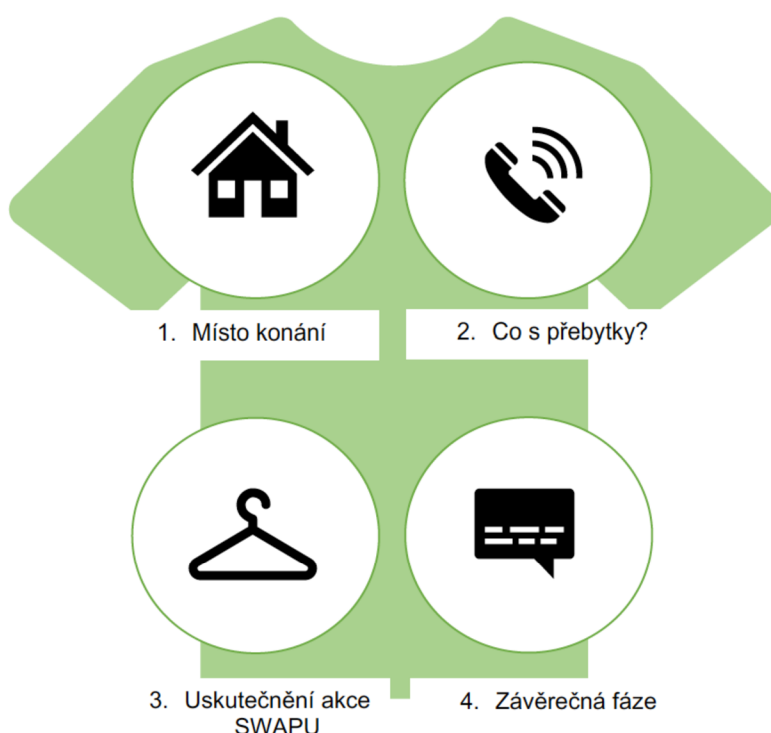 1. Místo konání
2. Co s přebytky?
3. Uskutečnění akce
SWAPU
4. Závěrečná fáze